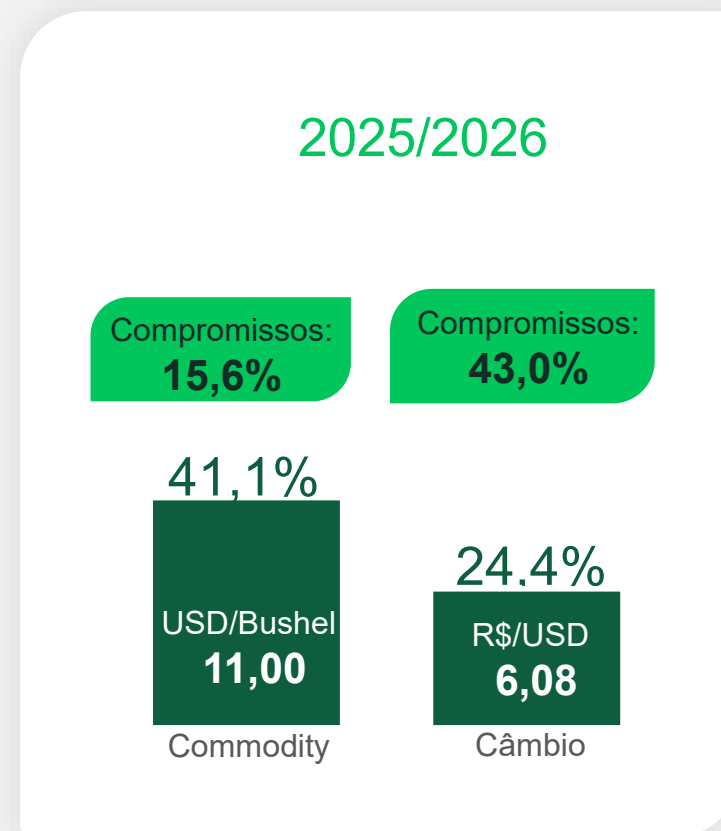 2025/2026
Compromissos:
15,6%
Compromissos:
43,0%
41,1%
24,4%
USD/Bushel
11,00
R$/USD
6,08
Commodity
Câmbio